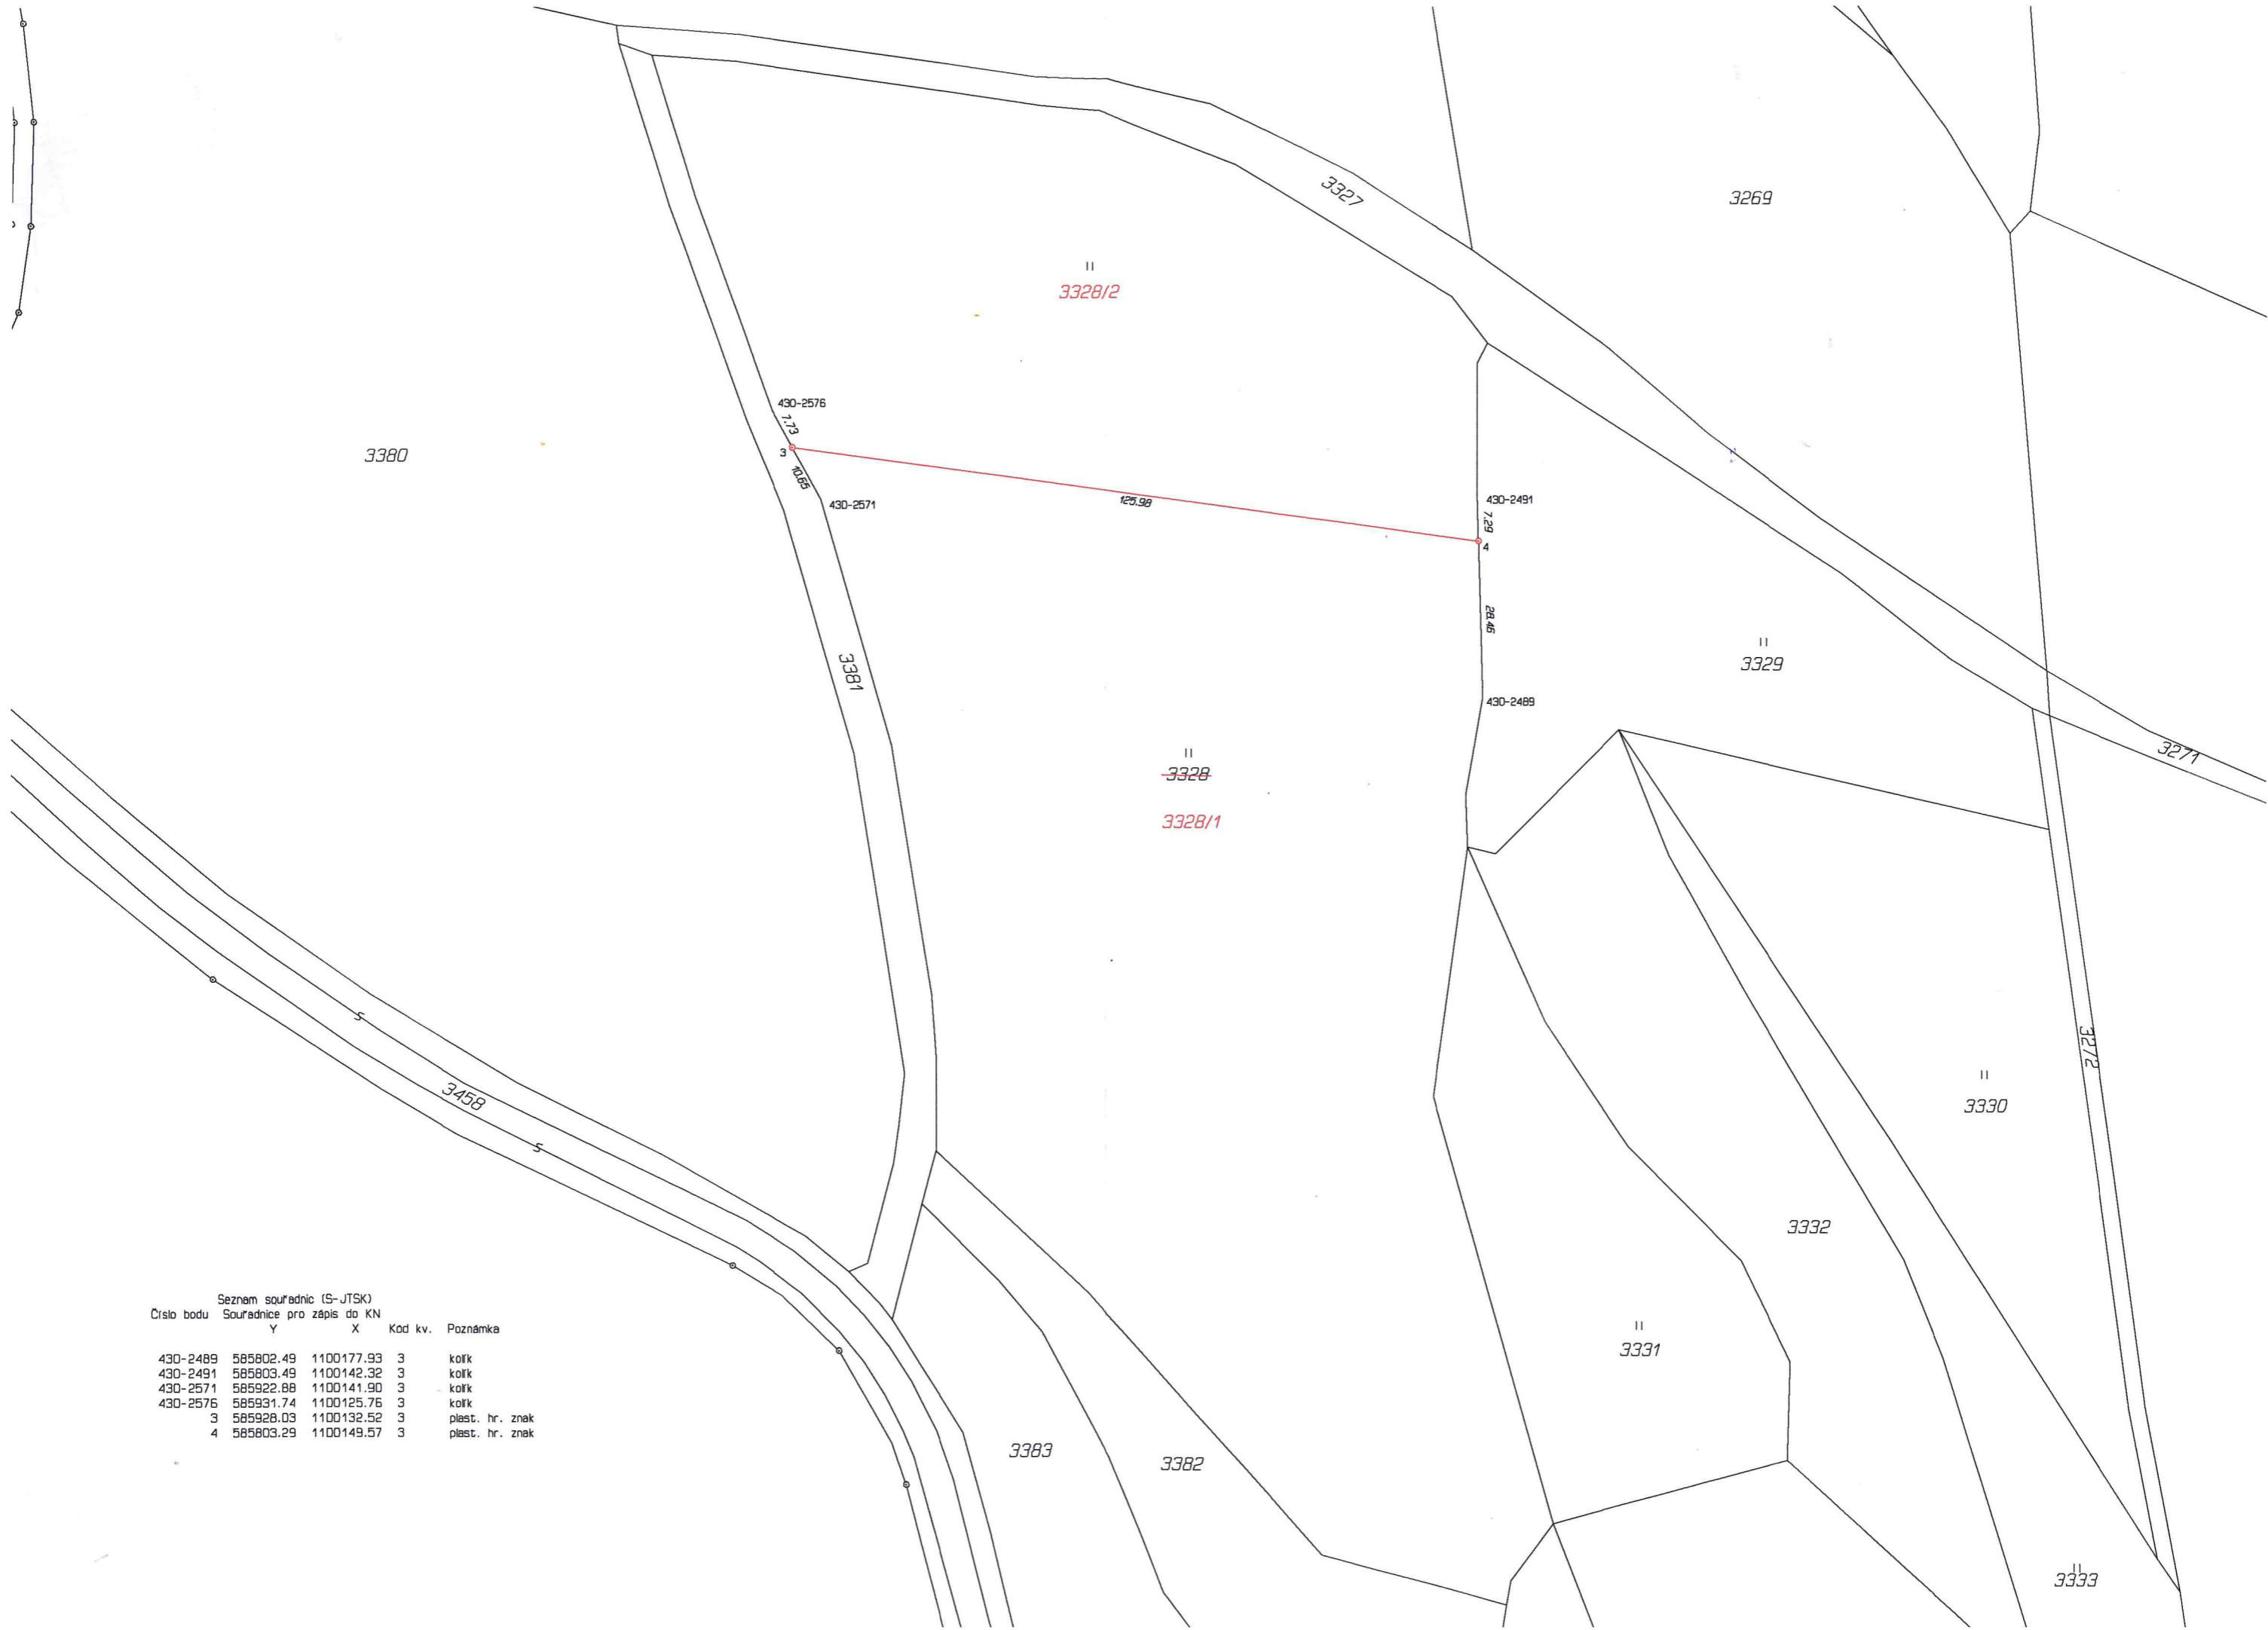 3327
3269
II
3328/2
430-2576
7.73
3
3380
10.65
430-2571
125.98
430-2491
7.29
4
28.46
II
3329
3381
430-2489
II
3328
3271
3328/1
S
3272
II
3330
3458
S
3332
II
3331
3383
3382
II
3333
Seznam souřadnic (S-JTSK)
Číslo bodu Souřadnice pro zápis do KN
Y X Kód kv. Poznámka
430-2489 585802.49 1100177.93 3 kolík
430-2491 585803.49 1100142.32 3 kolík
430-2571 585922.88 1100141.90 3 kolík
430-2576 585931.74 1100125.76 3 kolík
3 585928.03 1100132.52 3 plast. hr. znak
4 585803.29 1100149.57 3 plast. hr. znak